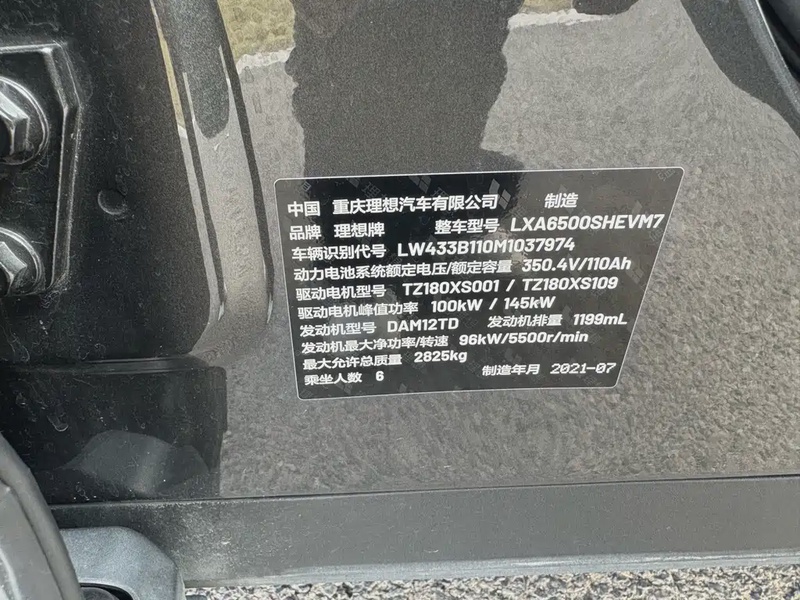 中国 重庆理想汽车有限公司 制造
品牌 理想牌 整车型号 LXA6500SHEVM7
车辆识别代号 LW433B110M1037974
动力电池系统额定电压/额定容量 350.4V/110Ah
驱动电机型号 TZ180XS001 / TZ180XS109
驱动电机峰值功率 100kW / 145kW
发动机型号 DAM12TD 发动机排量 1199mL
发动机最大净功率/转速 96kW/5500r/min
最大允许总质量 2825kg
乘坐人数 6 制造年月 2021-07